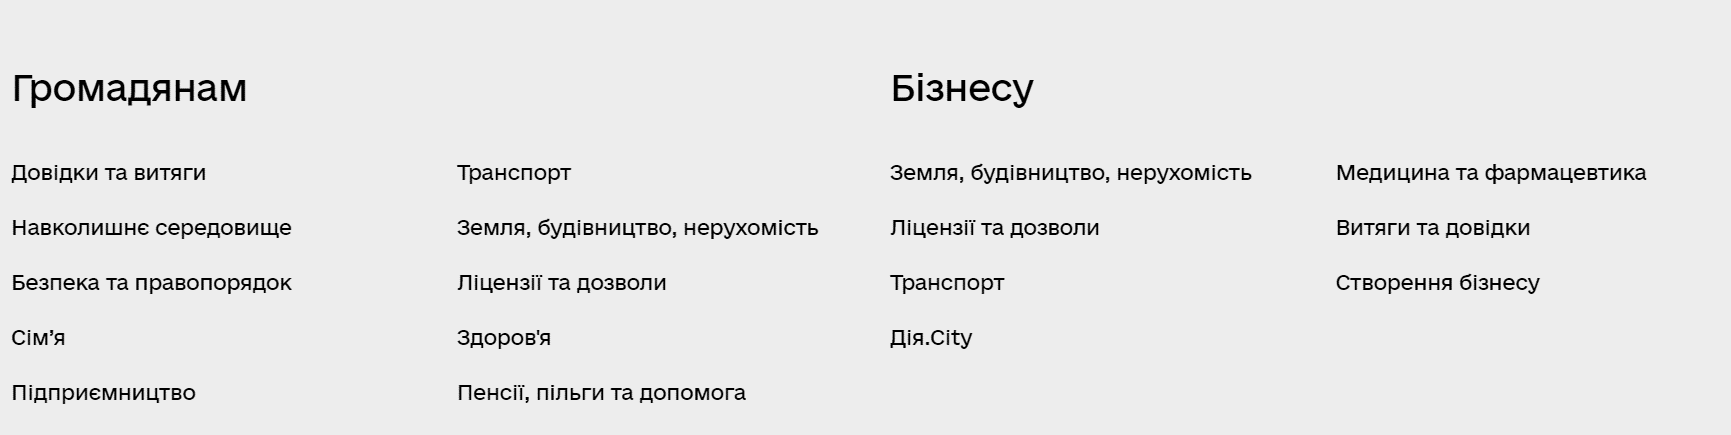 Громадянам
Довідки та витяги
Навколишнє середовище
Безпека та правопорядок
Сім’я
Підприємництво
Транспорт
Земля, будівництво, нерухомість
Ліцензії та дозволи
Здоров'я
Пенсії, пільги та допомога
Бізнесу
Земля, будівництво, нерухомість
Ліцензії та дозволи
Транспорт
Дія.City
Медицина та фармацевтика
Витяги та довідки
Створення бізнесу